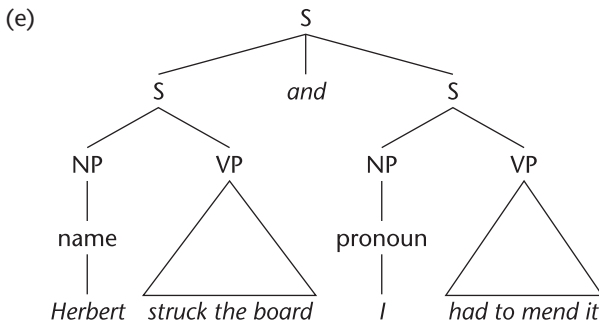 (e) S
S and S
NP VP NP VP
name pronoun
Herbert struck the board I had to mend it